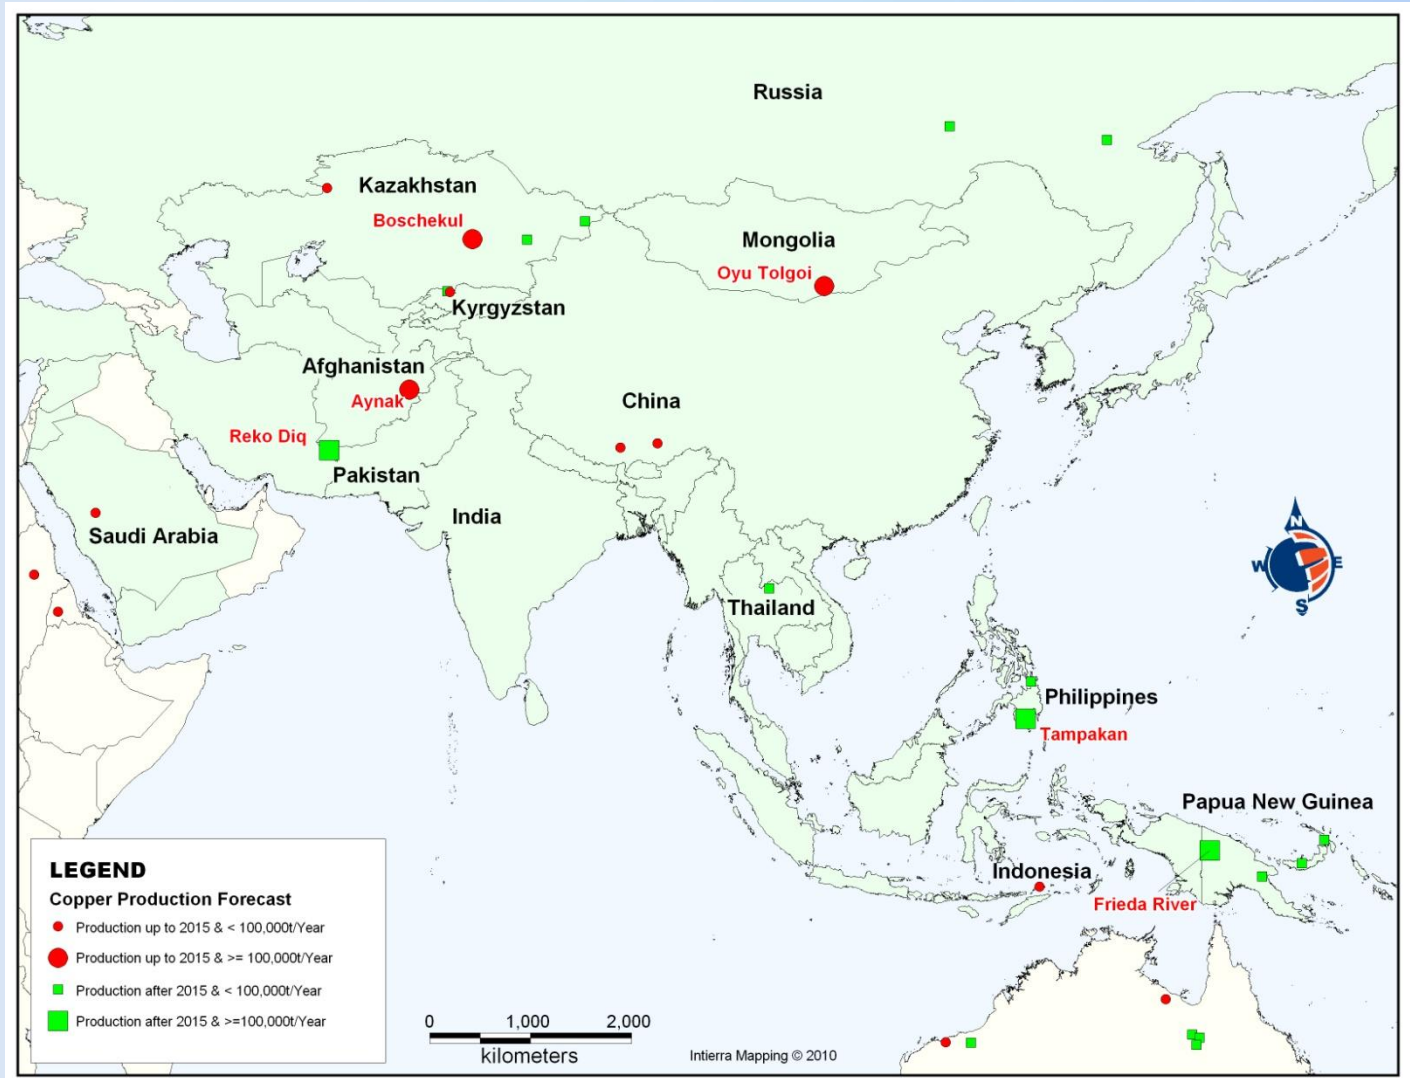 Russia
Kazakhstan
Boschekul
Mongolia
Oyu Tolgoi
Kyrgyzstan
Afghanistan
Aynak
China
Reko Diq
Pakistan
India
Saudi Arabia
N
W E
S
Thailand
Philippines
Tampakan
Papua New Guinea
Indonesia
Frieda River
LEGEND
Copper Production Forecast
Production up to 2015 & < 100,000t/Year
Production up to 2015 & >= 100,000t/Year
Production after 2015 & < 100,000t/Year
Production after 2015 & >=100,000t/Year
0 1,000 2,000
kilometers
Intierra Mapping © 2010